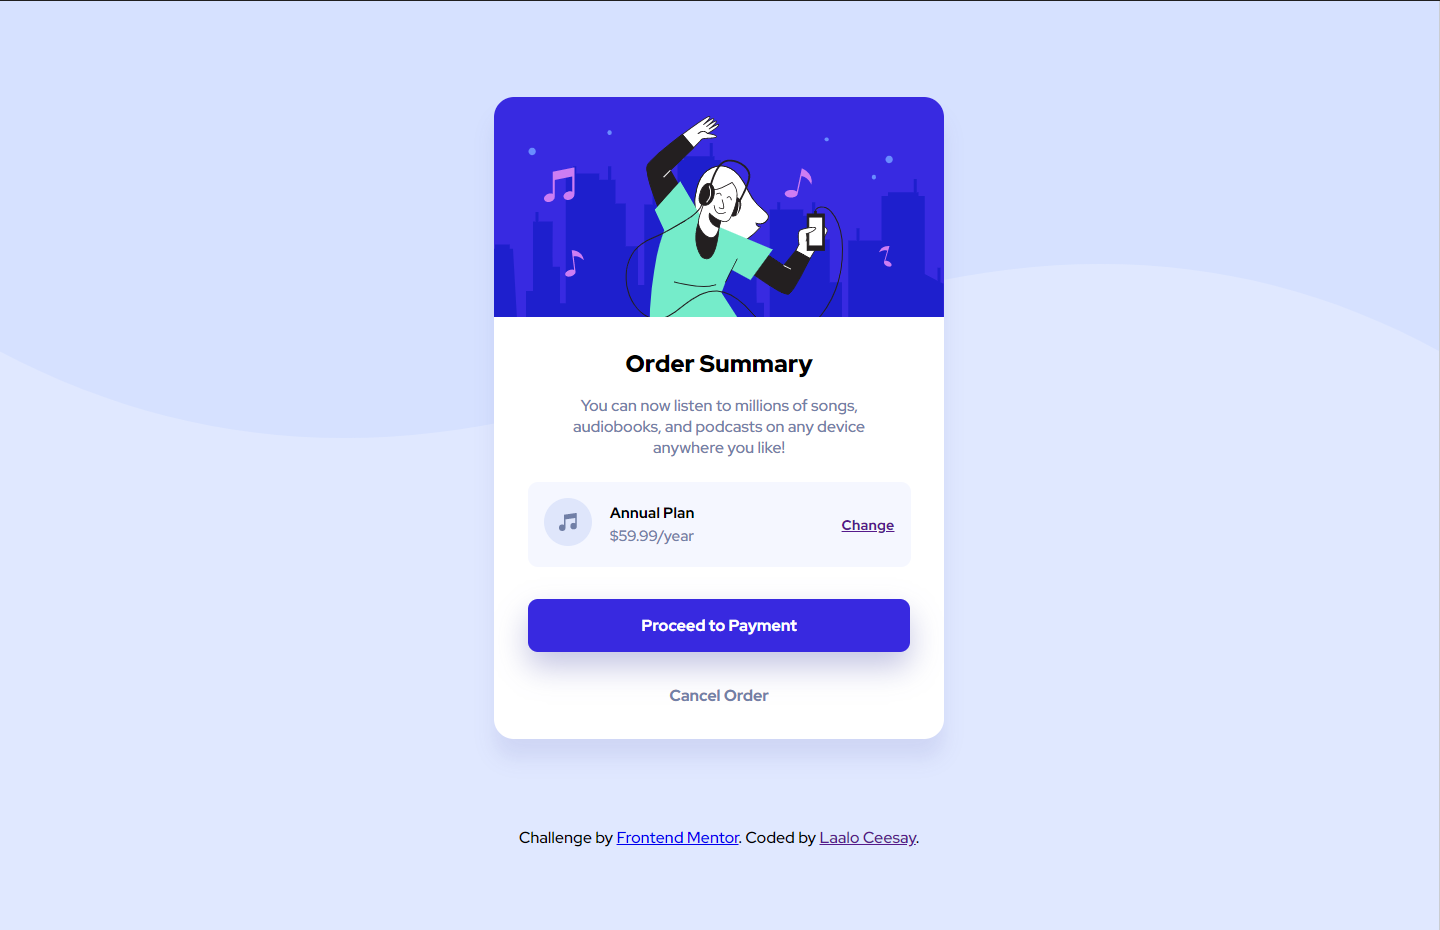 Order Summary
You can now listen to millions of songs,
audiobooks, and podcasts on any device
anywhere you like!
Annual Plan
$59.99/year
Change
Proceed to Payment
Cancel Order
Challenge by Frontend Mentor. Coded by Laalo Ceesay.